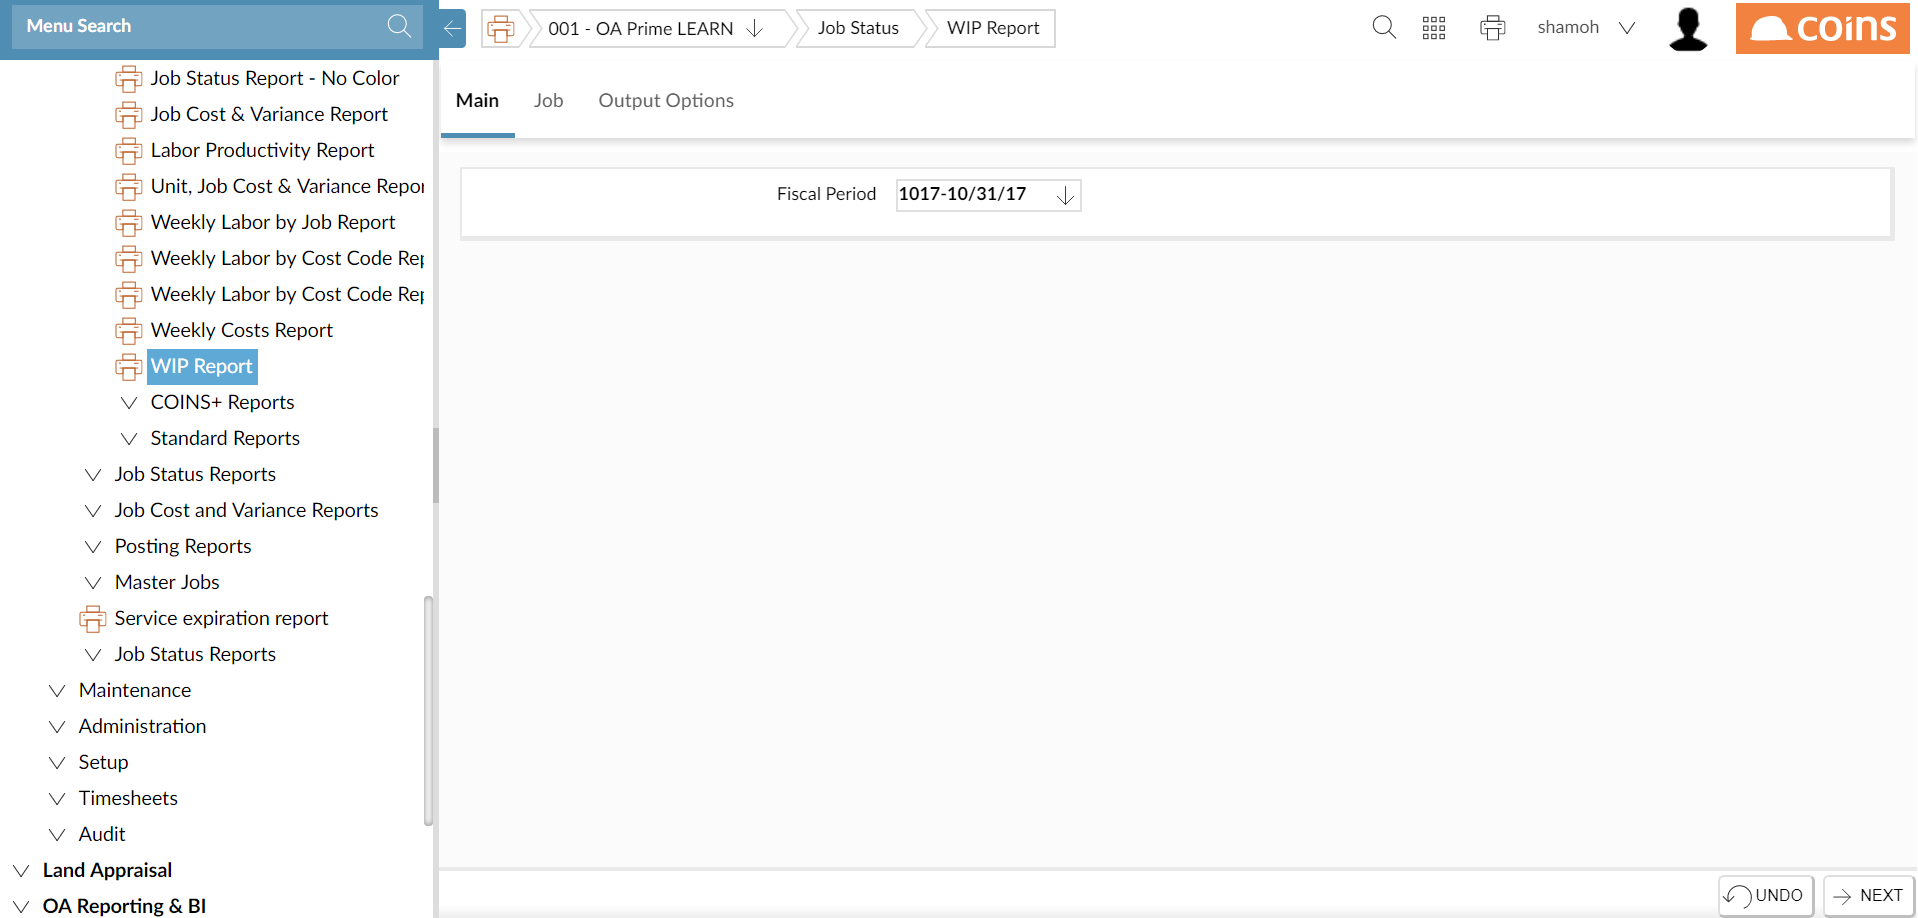 Menu Search
Job Status Report - No Color
Job Cost & Variance Report
Labor Productivity Report
Unit, Job Cost & Variance Repor
Weekly Labor by Job Report
Weekly Labor by Cost Code Rep
Weekly Labor by Cost Code Rep
Weekly Costs Report
WIP Report
COINS+ Reports
Standard Reports
Job Status Reports
Job Cost and Variance Reports
Posting Reports
Master Jobs
Service expiration report
Job Status Reports
Maintenance
Administration
Setup
Timesheets
Audit
Land Appraisal
OA Reporting & BI
001 - OA Prime LEARN
Job Status
WIP Report
shamoh
coins
Main
Job
Output Options
Fiscal Period
1017-10/31/17
UNDO
NEXT